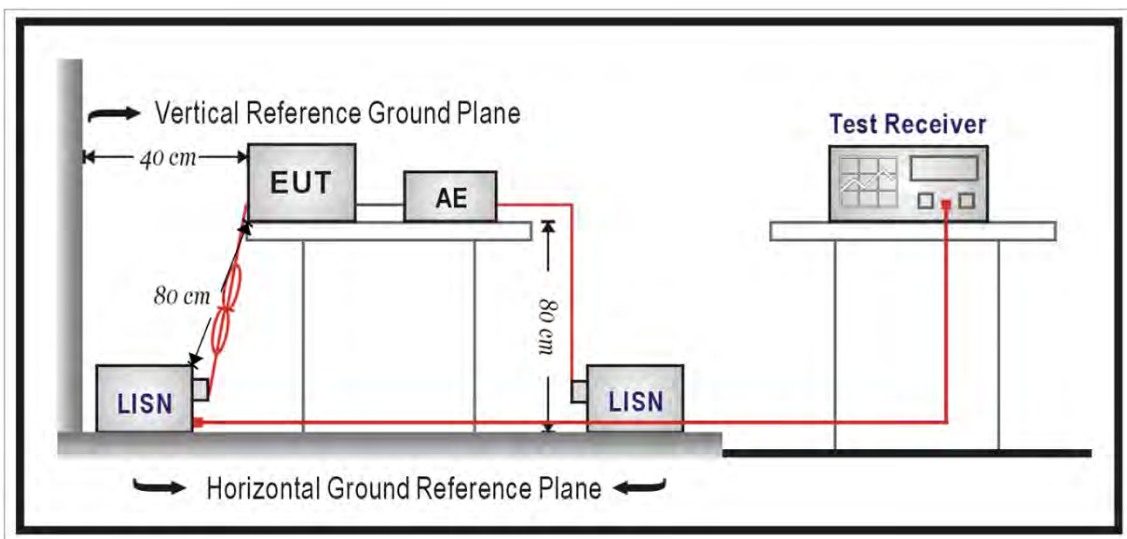 Vertical Reference Ground Plane
Test Receiver
40 cm
EUT
AE
80 cm
80 cm
LISN
LISN
Horizontal Ground Reference Plane